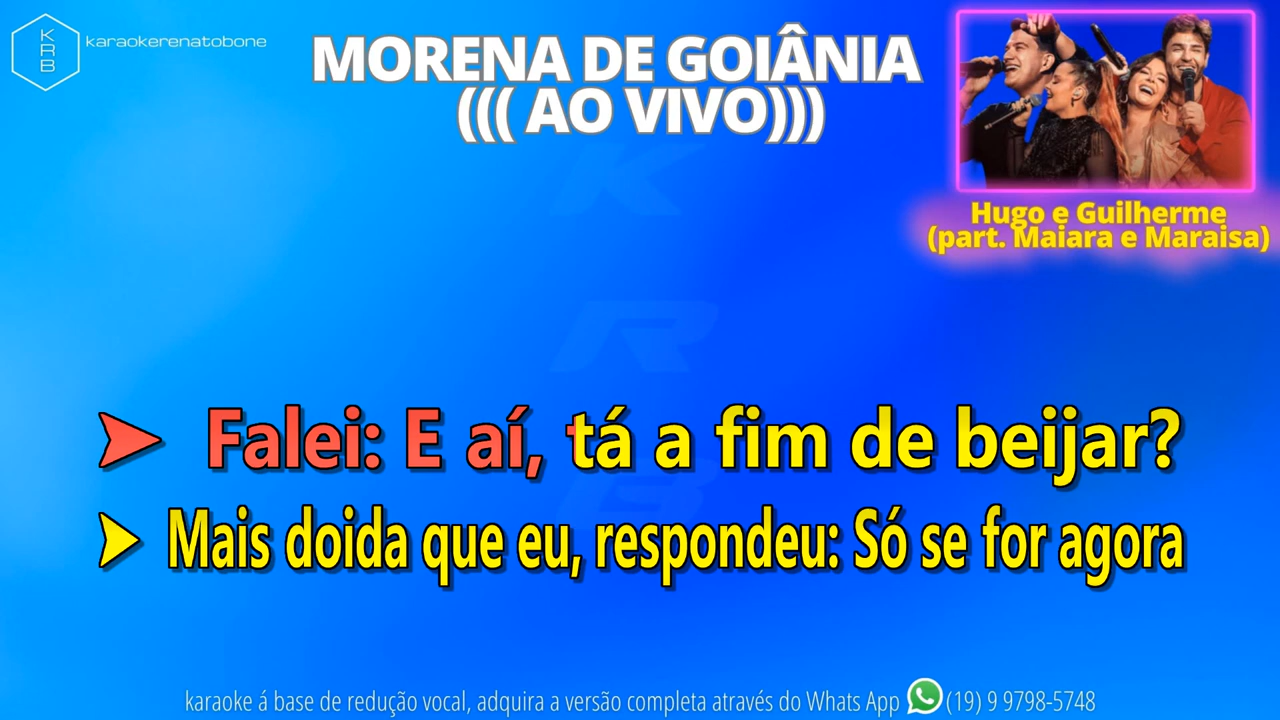 KRB
karaokerenatobone
MORENA DE GOIÂNIA
((( AO VIVO)))
Hugo e Guilherme
(part. Maiara e Maraisa)
K
R
B
➤ Falei: E aí, tá a fim de beijar?
➤ Mais doida que eu, respondeu: Só se for agora
karaoke á base de redução vocal, adquira a versão completa através do Whats App (19) 9 9798-5748